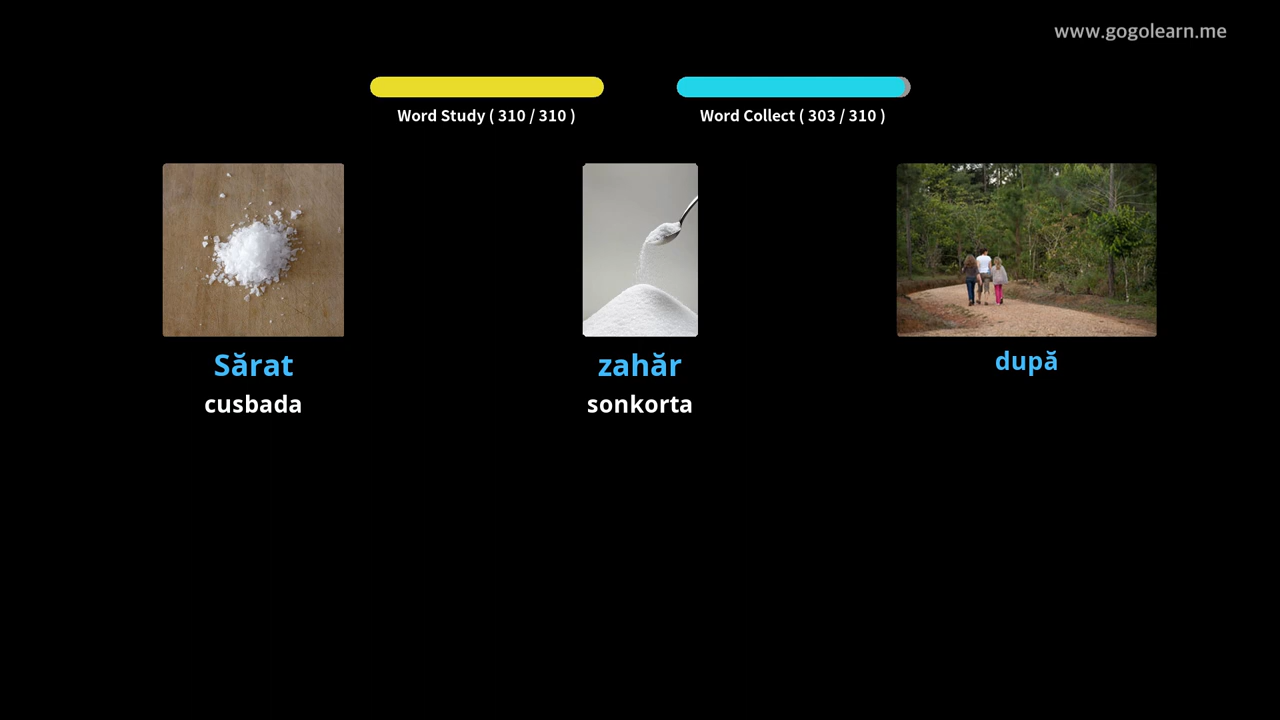 www.gogolearn.me
Word Study ( 310 / 310 )
Word Collect ( 303 / 310 )
Sărat
zahăr
după
cusbada
sonkorta